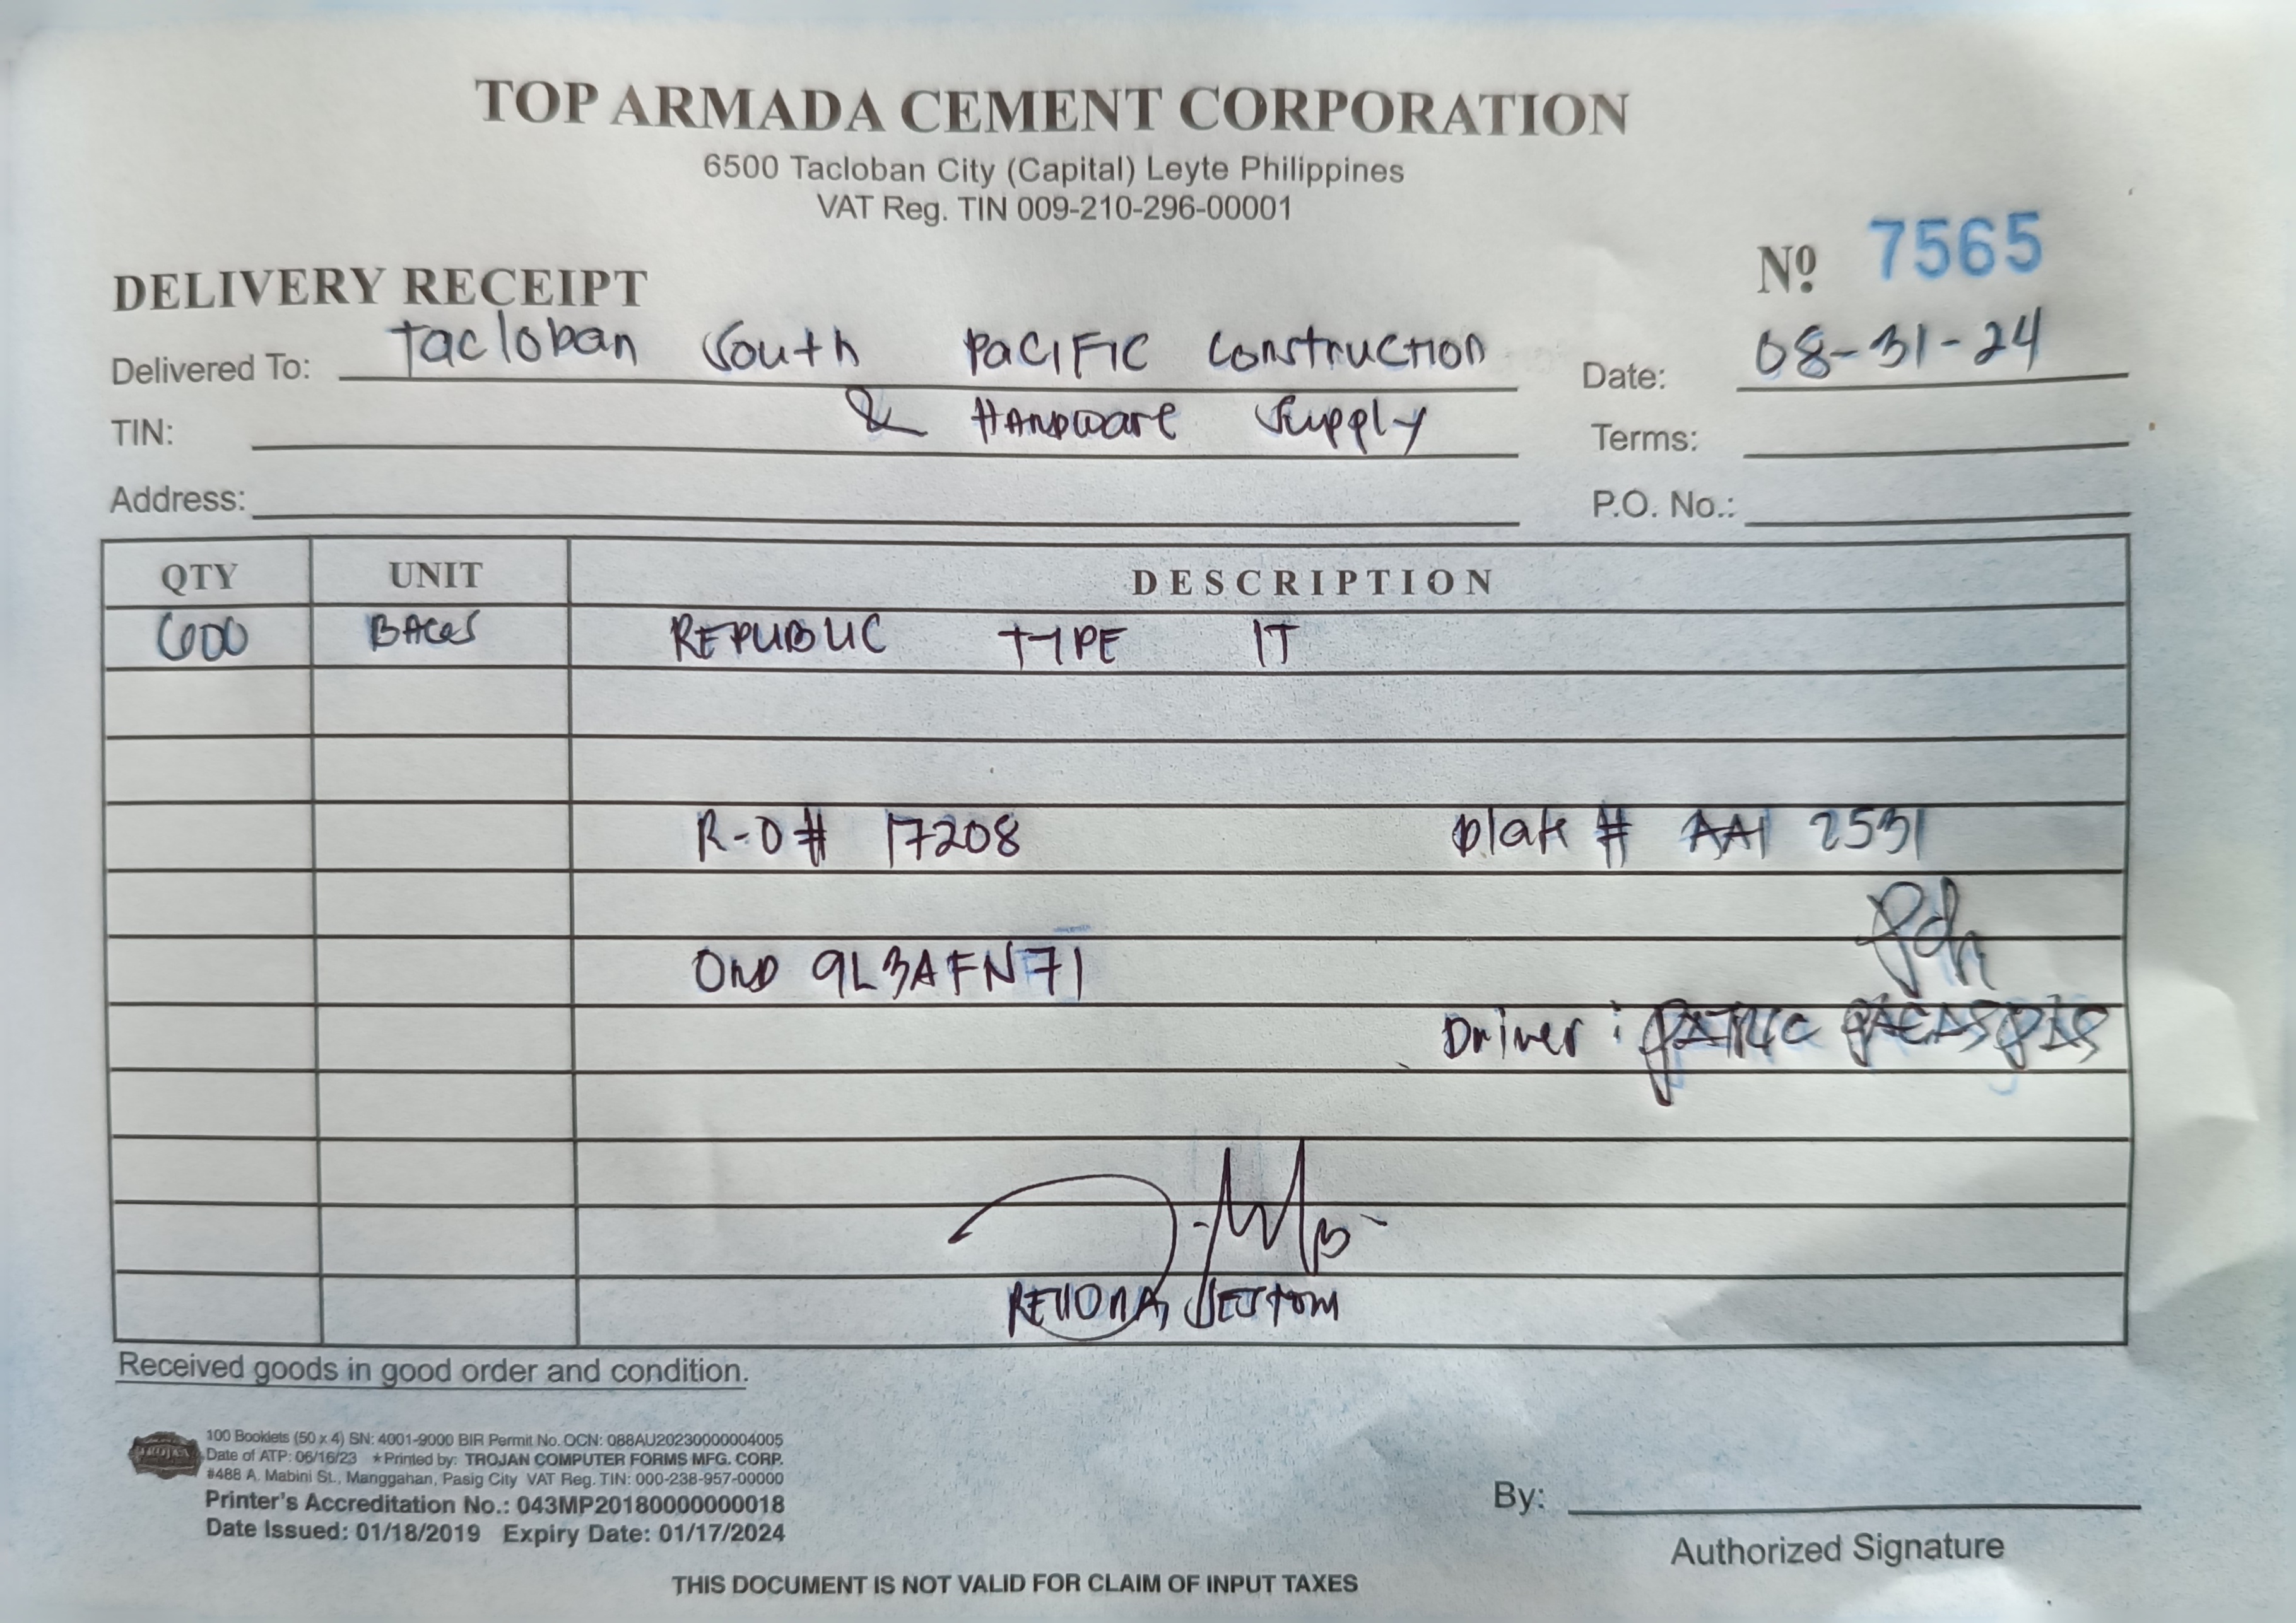 TOP ARMADA CEMENT CORPORATION
6500 Tacloban City (Capital) Leyte Philippines
VAT Reg. TIN 009-210-296-00001
DELIVERY RECEIPT
Nº 7565
Delivered To: Tacloban South Pacific Construction
Date: 08-31-24
TIN: & Hardware Supply
Terms:
Address:
P.O. No.:
QTY UNIT DESCRIPTION
600 BAGS REPUBLIC TYPE 1T
R-O# 17208 Plate # AAI 2531
9L3AFN71
Driver : PATRIC
Received goods in good order and condition.
TROJAN
100 Booklets (50 x 4) SN: 4001-9000 BIR Permit No. OCN: 088AU20230000004005
Date of ATP: 06/16/23 ★Printed by: TROJAN COMPUTER FORMS MFG. CORP.
#488 A. Mabini St., Manggahan, Pasig City VAT Reg. TIN: 000-238-957-00000
Printer's Accreditation No.: 043MP20180000000018
Date Issued: 01/18/2019 Expiry Date: 01/17/2024
By:
Authorized Signature
THIS DOCUMENT IS NOT VALID FOR CLAIM OF INPUT TAXES